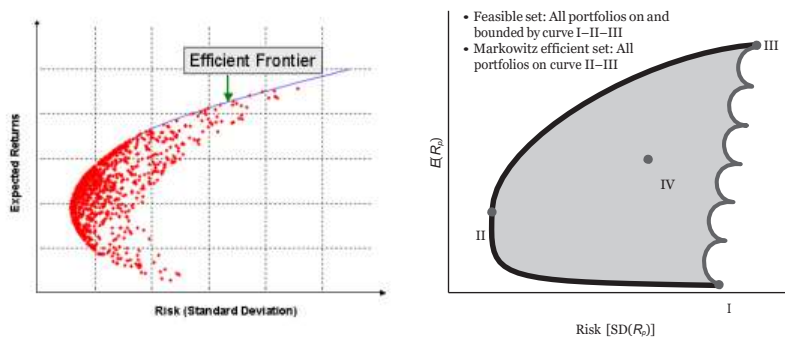 Efficient Frontier
Expected Returns
Risk (Standard Deviation)
• Feasible set: All portfolios on and
bounded by curve I–II–III
• Markowitz efficient set: All
portfolios on curve II–III
III
E(Rₚ)
IV
II
I
Risk [SD(Rₚ)]